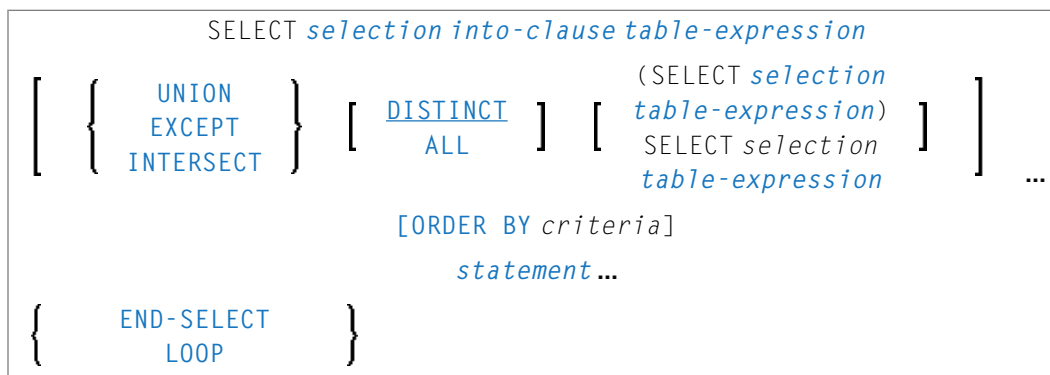 SELECT selection into-clause table-expression
[ { UNION
EXCEPT
INTERSECT } [ DISTINCT
ALL ] [ (SELECT selection
table-expression)
SELECT selection
table-expression ] ] ...
[ORDER BY criteria]
statement ...
{ END-SELECT
LOOP }